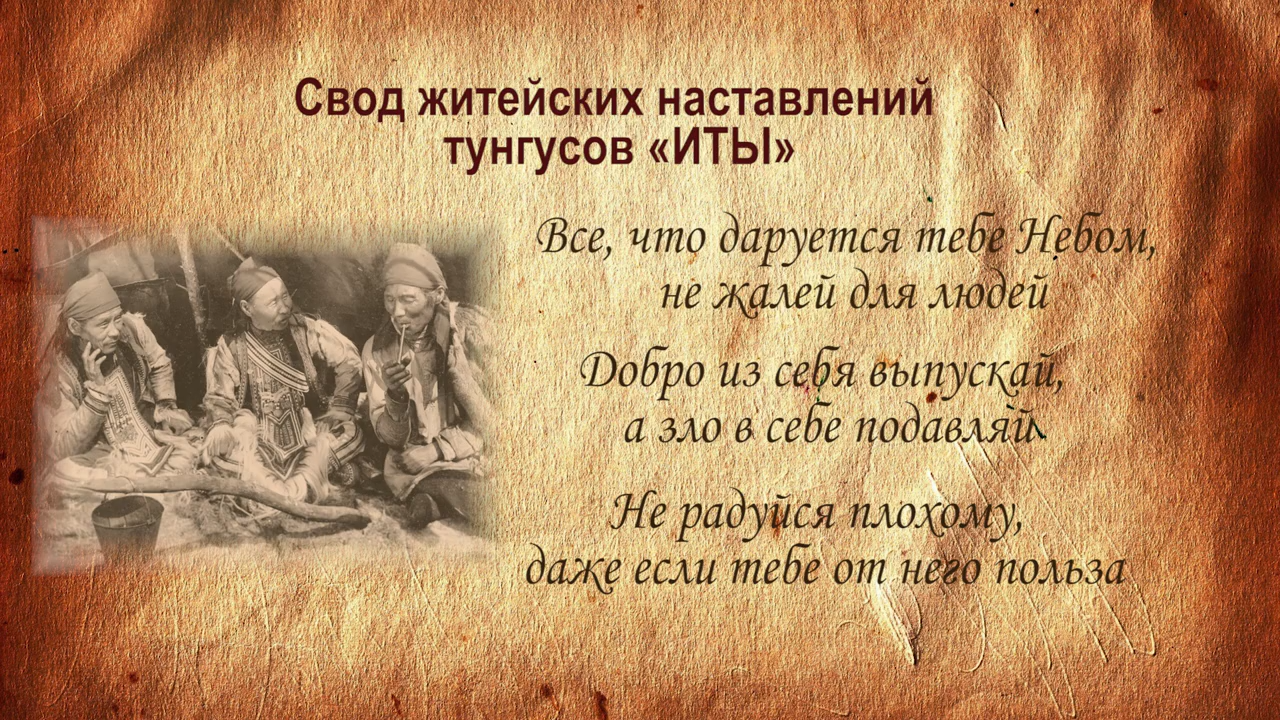 Свод житейских наставлений
тунгусов «ИТЫ»
Все, что даруется тебе Небом,
не жалей для людей
Добро из себя выпускай,
а зло в себе подавляй
Не радуйся плохому,
даже если тебе от него польза